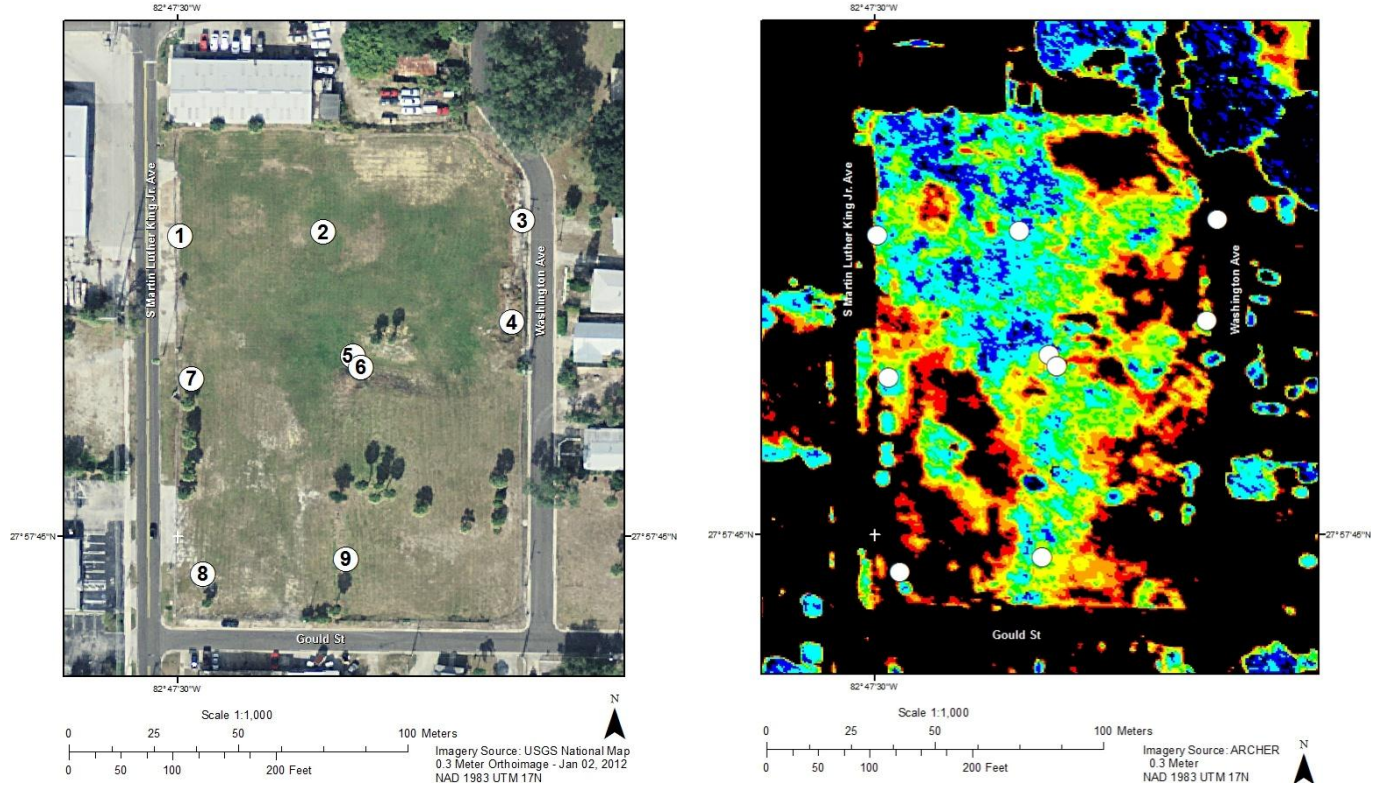 82°47'30"W
1
2
3
4
5
6
7
8
9
S Martin Luther King Jr. Ave
Washington Ave
27°57'45"N
27°57'45"N
Gould St
82°47'30"W
Scale 1:1,000
0 25 50 100 Meters
0 50 100 200 Feet
N
Imagery Source: USGS National Map
0.3 Meter Orthoimage - Jan 02, 2012
NAD 1983 UTM 17N
82°47'30"W
S Martin Luther King Jr. Ave
Washington Ave
27°57'45"N
Gould St
82°47'30"W
Scale 1:1,000
0 25 50 100 Meters
0 50 100 200 Feet
N
Imagery Source: ARCHER
0.3 Meter
NAD 1983 UTM 17N